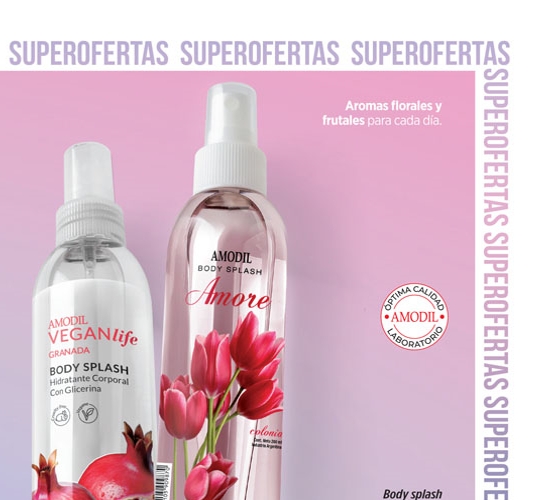 SUPEROFERTAS SUPEROFERTAS SUPEROFERTAS
SUPEROFERTAS SUPEROFERTAS SUPEROFE
Aromas florales y
frutales para cada día.
AMODIL
BODY SPLASH
Amore
colonia
ÓPTIMA CALIDAD
AMODIL
LABORATORIO
AMODIL
VEGANlife
GRANADA
BODY SPLASH
Hidratante Corporal
Con Glicerina
Body splash